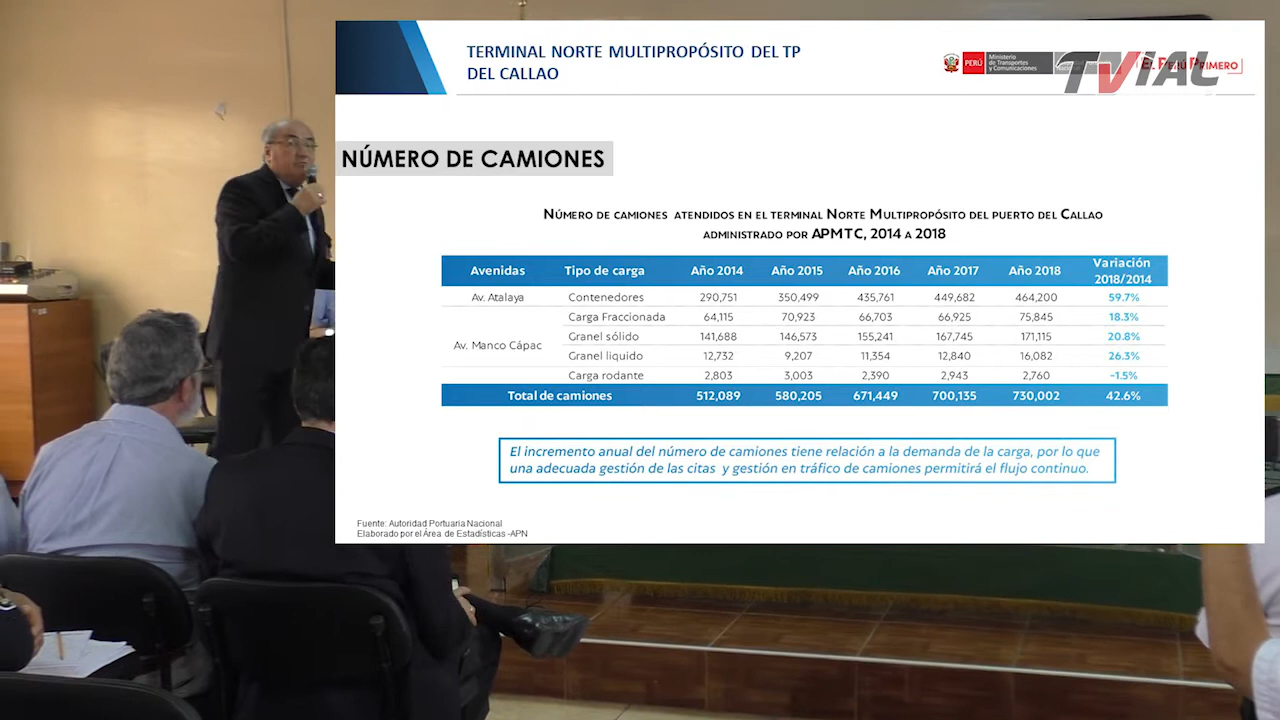 TERMINAL NORTE MULTIPROPÓSITO DEL TP
DEL CALLAO
PERÚ
Ministerio
de Transportes
y Comunicaciones
EL PERÚ PRIMERO
TVIAL
NÚMERO DE CAMIONES
NÚMERO DE CAMIONES ATENDIDOS EN EL TERMINAL NORTE MULTIPROPÓSITO DEL PUERTO DEL CALLAO
ADMINISTRADO POR APMTC, 2014 A 2018
Avenidas Tipo de carga Año 2014 Año 2015 Año 2016 Año 2017 Año 2018 Variación 2018/2014
Av. Atalaya Contenedores 290,751 350,499 435,761 449,682 464,200 59.7%
Carga Fraccionada 64,115 70,923 66,703 66,925 75,845 18.3%
Granel sólido 141,688 146,573 155,241 167,745 171,115 20.8%
Av. Manco Cápac
Granel liquido 12,732 9,207 11,354 12,840 16,082 26.3%
Carga rodante 2,803 3,003 2,390 2,943 2,760 -1.5%
Total de camiones 512,089 580,205 671,449 700,135 730,002 42.6%
El incremento anual del número de camiones tiene relación a la demanda de la carga, por lo que
una adecuada gestión de las citas y gestión en tráfico de camiones permitirá el flujo continuo.
Fuente: Autoridad Portuaria Nacional
Elaborado por el Área de Estadísticas -APN